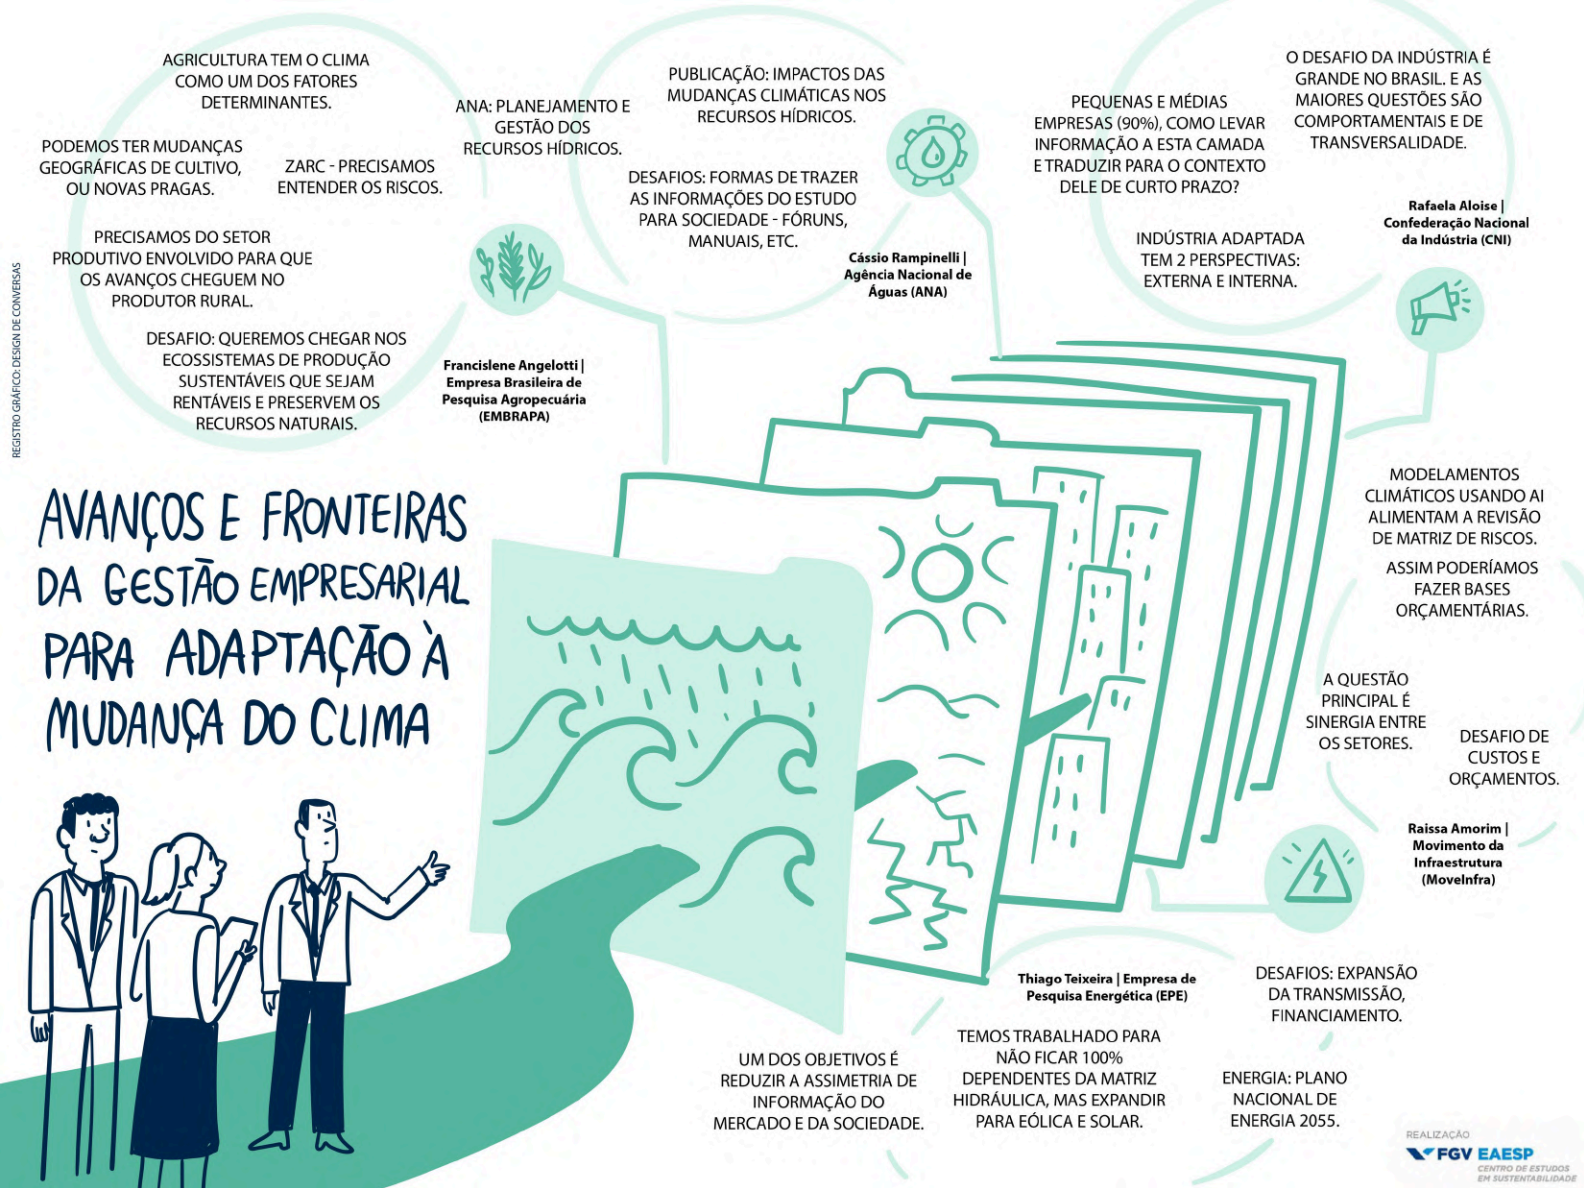 AGRICULTURA TEM O CLIMA
COMO UM DOS FATORES
DETERMINANTES.
PODEMOS TER MUDANÇAS
GEOGRÁFICAS DE CULTIVO,
OU NOVAS PRAGAS.
ZARC - PRECISAMOS
ENTENDER OS RISCOS.
PRECISAMOS DO SETOR
PRODUTIVO ENVOLVIDO PARA QUE
OS AVANÇOS CHEGUEM NO
PRODUTOR RURAL.
DESAFIO: QUEREMOS CHEGAR NOS
ECOSSISTEMAS DE PRODUÇÃO
SUSTENTÁVEIS QUE SEJAM
RENTÁVEIS E PRESERVEM OS
RECURSOS NATURAIS.
Francislene Angelotti |
Empresa Brasileira de
Pesquisa Agropecuária
(EMBRAPA)
ANA: PLANEJAMENTO E
GESTÃO DOS
RECURSOS HÍDRICOS.
PUBLICAÇÃO: IMPACTOS DAS
MUDANÇAS CLIMÁTICAS NOS
RECURSOS HÍDRICOS.
DESAFIOS: FORMAS DE TRAZER
AS INFORMAÇÕES DO ESTUDO
PARA SOCIEDADE - FÓRUNS,
MANUAIS, ETC.
Cássio Rampinelli |
Agência Nacional de
Águas (ANA)
PEQUENAS E MÉDIAS
EMPRESAS (90%), COMO LEVAR
INFORMAÇÃO A ESTA CAMADA
E TRADUZIR PARA O CONTEXTO
DELE DE CURTO PRAZO?
O DESAFIO DA INDÚSTRIA É
GRANDE NO BRASIL. E AS
MAIORES QUESTÕES SÃO
COMPORTAMENTAIS E DE
TRANSVERSALIDADE.
INDÚSTRIA ADAPTADA
TEM 2 PERSPECTIVAS:
EXTERNA E INTERNA.
Rafaela Aloise |
Confederação Nacional
da Indústria (CNI)
REGISTRO GRÁFICO: DESIGN DE CONVERSAS
AVANÇOS E FRONTEIRAS
DA GESTÃO EMPRESARIAL
PARA ADAPTAÇÃO À
MUDANÇA DO CLIMA
MODELAMENTOS
CLIMÁTICOS USANDO AI
ALIMENTAM A REVISÃO
DE MATRIZ DE RISCOS.
ASSIM PODERÍAMOS
FAZER BASES
ORÇAMENTÁRIAS.
A QUESTÃO
PRINCIPAL É
SINERGIA ENTRE
OS SETORES.
DESAFIO DE
CUSTOS E
ORÇAMENTOS.
Raissa Amorim |
Movimento da
Infraestrutura
(MoveInfra)
Thiago Teixeira | Empresa de
Pesquisa Energética (EPE)
UM DOS OBJETIVOS É
REDUZIR A ASSIMETRIA DE
INFORMAÇÃO DO
MERCADO E DA SOCIEDADE.
TEMOS TRABALHADO PARA
NÃO FICAR 100%
DEPENDENTES DA MATRIZ
HIDRÁULICA, MAS EXPANDIR
PARA EÓLICA E SOLAR.
DESAFIOS: EXPANSÃO
DA TRANSMISSÃO,
FINANCIAMENTO.
ENERGIA: PLANO
NACIONAL DE
ENERGIA 2055.
REALIZAÇÃO
FGV EAESP
CENTRO DE ESTUDOS
EM SUSTENTABILIDADE